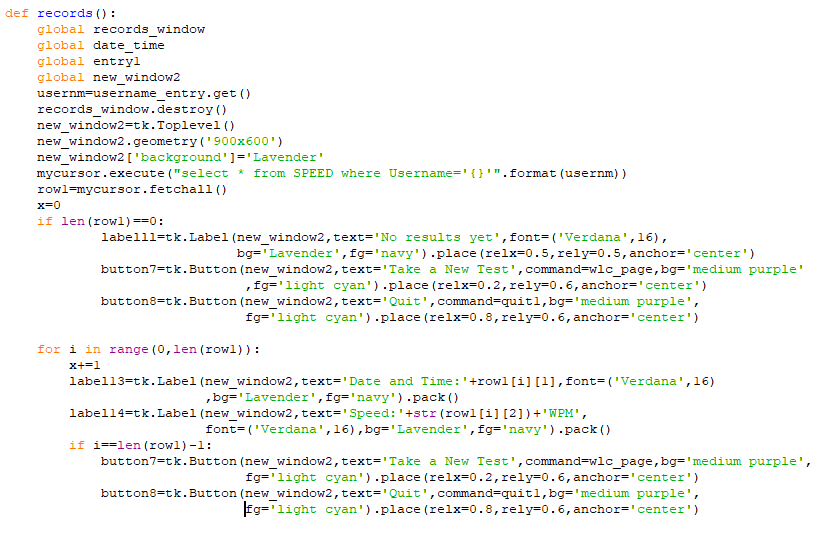 def records():
    global records_window
    global date_time
    global entry1
    global new_window2
    usernm=username_entry.get()
    records_window.destroy()
    new_window2=tk.Toplevel()
    new_window2.geometry('900x600')
    new_window2['background']='Lavender'
    mycursor.execute("select * from SPEED where Username='{}'".format(usernm))
    row1=mycursor.fetchall()
    x=0
    if len(row1)==0:
            label11=tk.Label(new_window2,text='No results yet',font=('Verdana',16),
                             bg='Lavender',fg='navy').place(relx=0.5,rely=0.5,anchor='center')
            button7=tk.Button(new_window2,text='Take a New Test',command=wlc_page,bg='medium purple'
                              ,fg='light cyan').place(relx=0.2,rely=0.6,anchor='center')
            button8=tk.Button(new_window2,text='Quit',command=quit1,bg='medium purple',
                              fg='light cyan').place(relx=0.8,rely=0.6,anchor='center')

    for i in range(0,len(row1)):
        x+=1
        label13=tk.Label(new_window2,text='Date and Time:'+row1[i][1],font=('Verdana',16)
                         ,bg='Lavender',fg='navy').pack()
        label14=tk.Label(new_window2,text='Speed:'+str(row1[i][2])+'WPM',
                         font=('Verdana',16),bg='Lavender',fg='navy').pack()
        if i==len(row1)-1:
            button7=tk.Button(new_window2,text='Take a New Test',command=wlc_page,bg='medium purple',
                              fg='light cyan').place(relx=0.2,rely=0.6,anchor='center')
            button8=tk.Button(new_window2,text='Quit',command=quit1,bg='medium purple',
                              fg='light cyan').place(relx=0.8,rely=0.6,anchor='center')